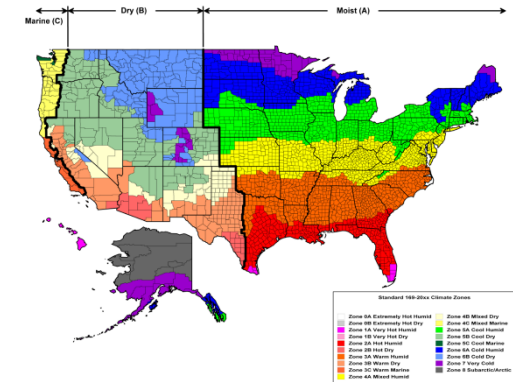 Marine (C)
Dry (B)
Moist (A)
Standard 169-20xx Climate Zones
Zone 0A Extremely Hot Humid
Zone 0B Extremely Hot Dry
Zone 1A Very Hot Humid
Zone 1B Very Hot Dry
Zone 2A Hot Humid
Zone 2B Hot Dry
Zone 3A Warm Humid
Zone 3B Warm Dry
Zone 3C Warm Marine
Zone 4A Mixed Humid
Zone 4B Mixed Dry
Zone 4C Mixed Marine
Zone 5A Cool Humid
Zone 5B Cool Dry
Zone 5C Cool Marine
Zone 6A Cold Humid
Zone 6B Cold Dry
Zone 7 Very Cold
Zone 8 Subarctic/Arctic